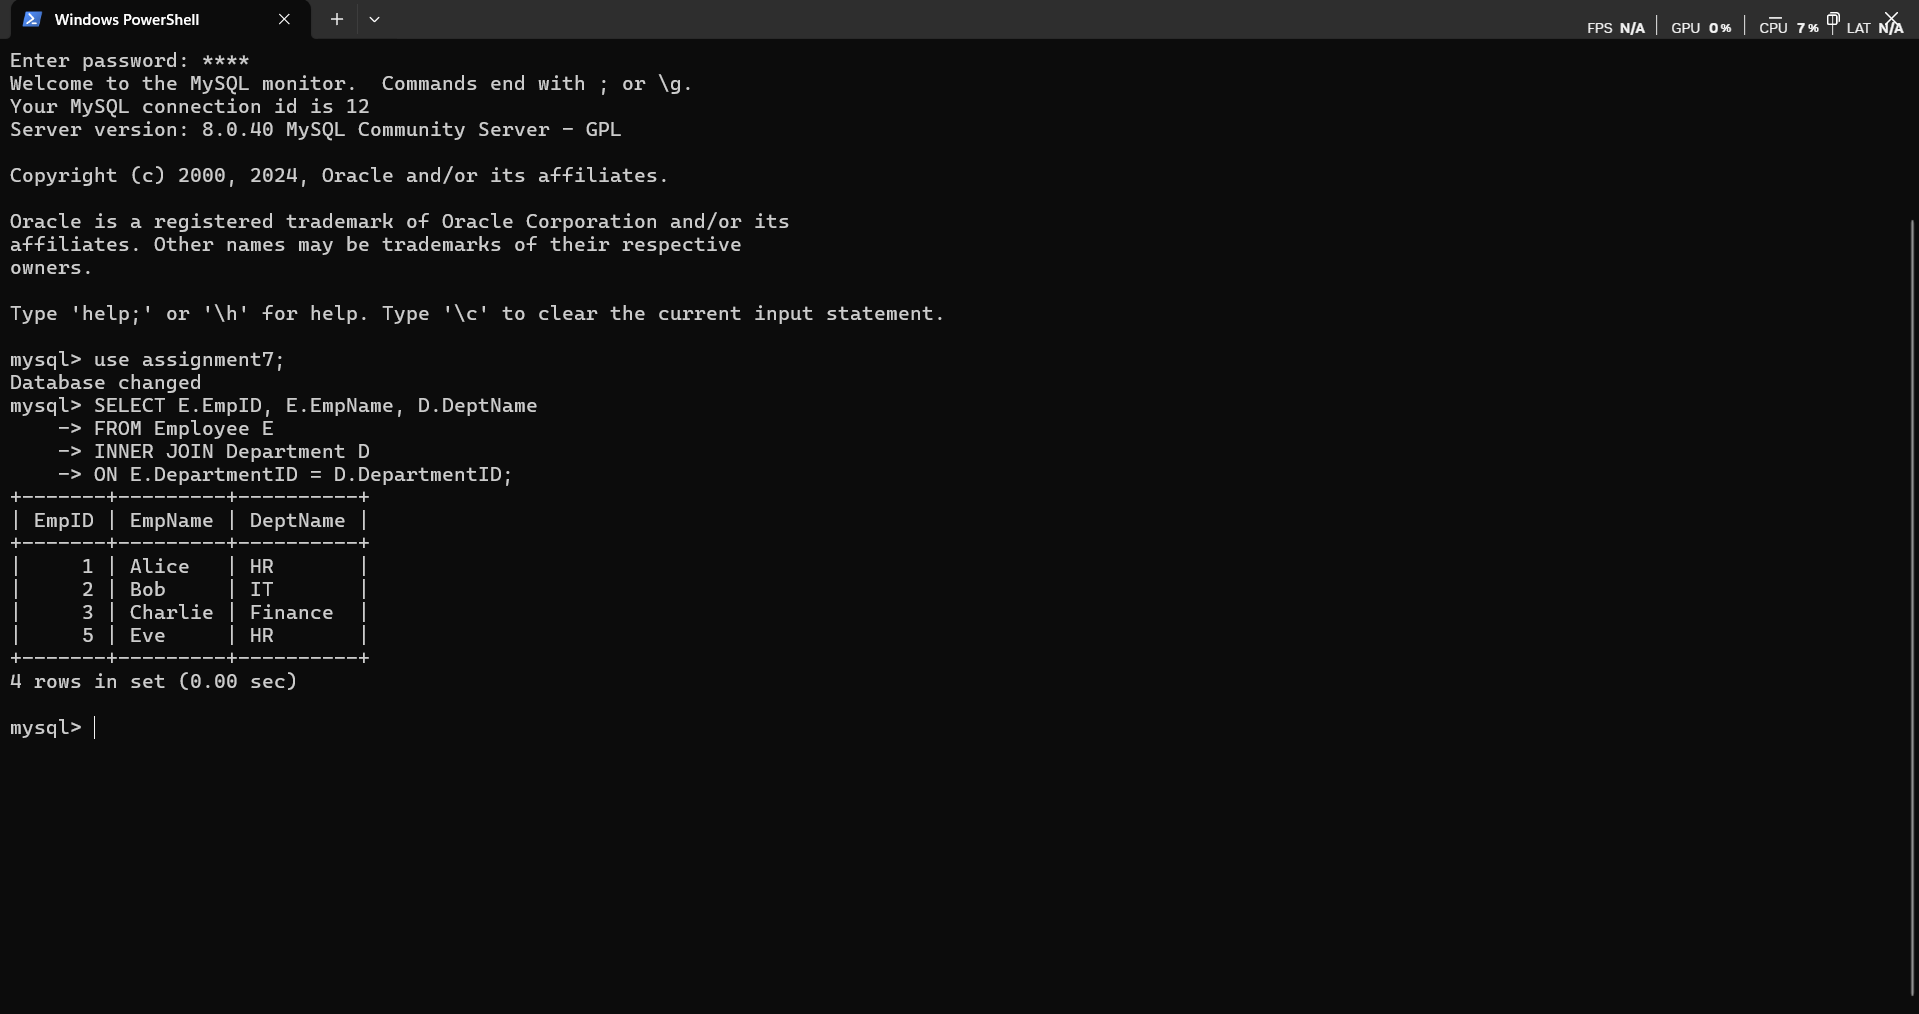 Windows PowerShell
FPS N/A | GPU 0% | CPU 7% | LAT N/A
Enter password: ****
Welcome to the MySQL monitor.  Commands end with ; or \g.
Your MySQL connection id is 12
Server version: 8.0.40 MySQL Community Server - GPL
Copyright (c) 2000, 2024, Oracle and/or its affiliates.
Oracle is a registered trademark of Oracle Corporation and/or its
affiliates. Other names may be trademarks of their respective
owners.
Type 'help;' or '\h' for help. Type '\c' to clear the current input statement.
mysql> use assignment7;
Database changed
mysql> SELECT E.EmpID, E.EmpName, D.DeptName
    -> FROM Employee E
    -> INNER JOIN Department D
    -> ON E.DepartmentID = D.DepartmentID;
+-------+---------+----------+
| EmpID | EmpName | DeptName |
+-------+---------+----------+
|     1 | Alice   | HR       |
|     2 | Bob     | IT       |
|     3 | Charlie | Finance  |
|     5 | Eve     | HR       |
+-------+---------+----------+
4 rows in set (0.00 sec)
mysql>